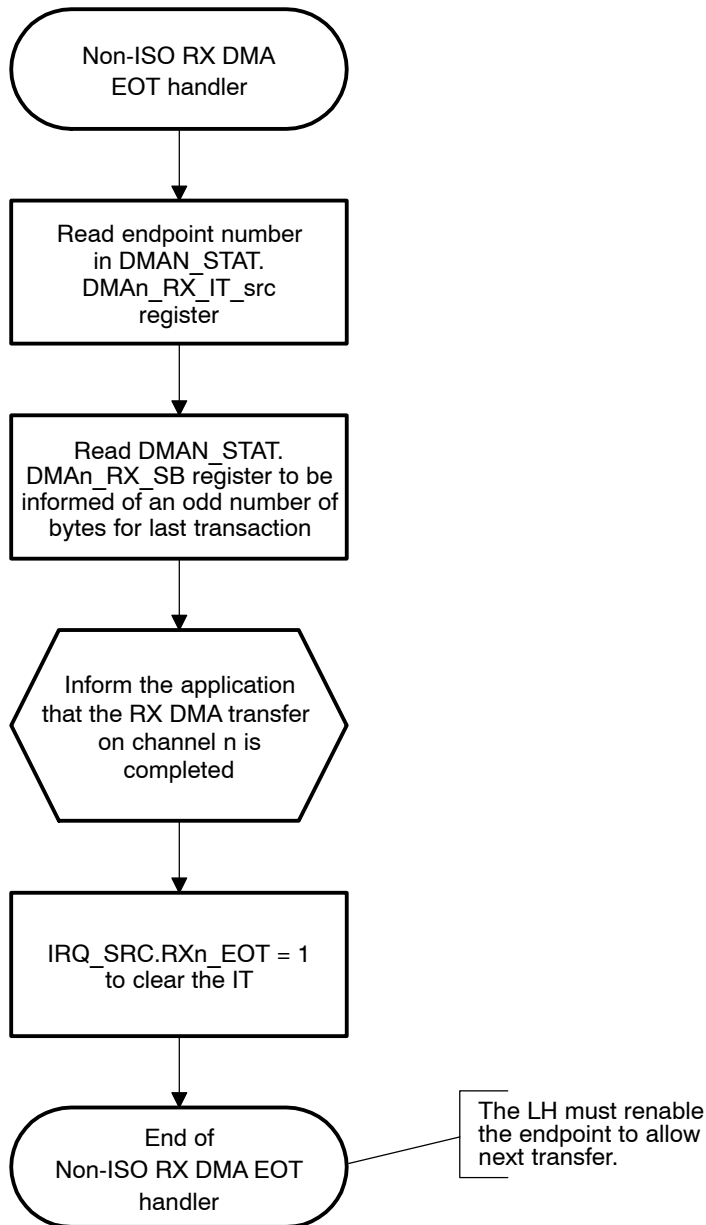 Non-ISO RX DMA
EOT handler
Read endpoint number
in DMAN_STAT.
DMAn_RX_IT_src
register
Read DMAN_STAT.
DMAn_RX_SB register to be
informed of an odd number of
bytes for last transaction
Inform the application
that the RX DMA transfer
on channel n is
completed
IRQ_SRC.RXn_EOT = 1
to clear the IT
End of
Non-ISO RX DMA EOT
handler
The LH must renable
the endpoint to allow
next transfer.